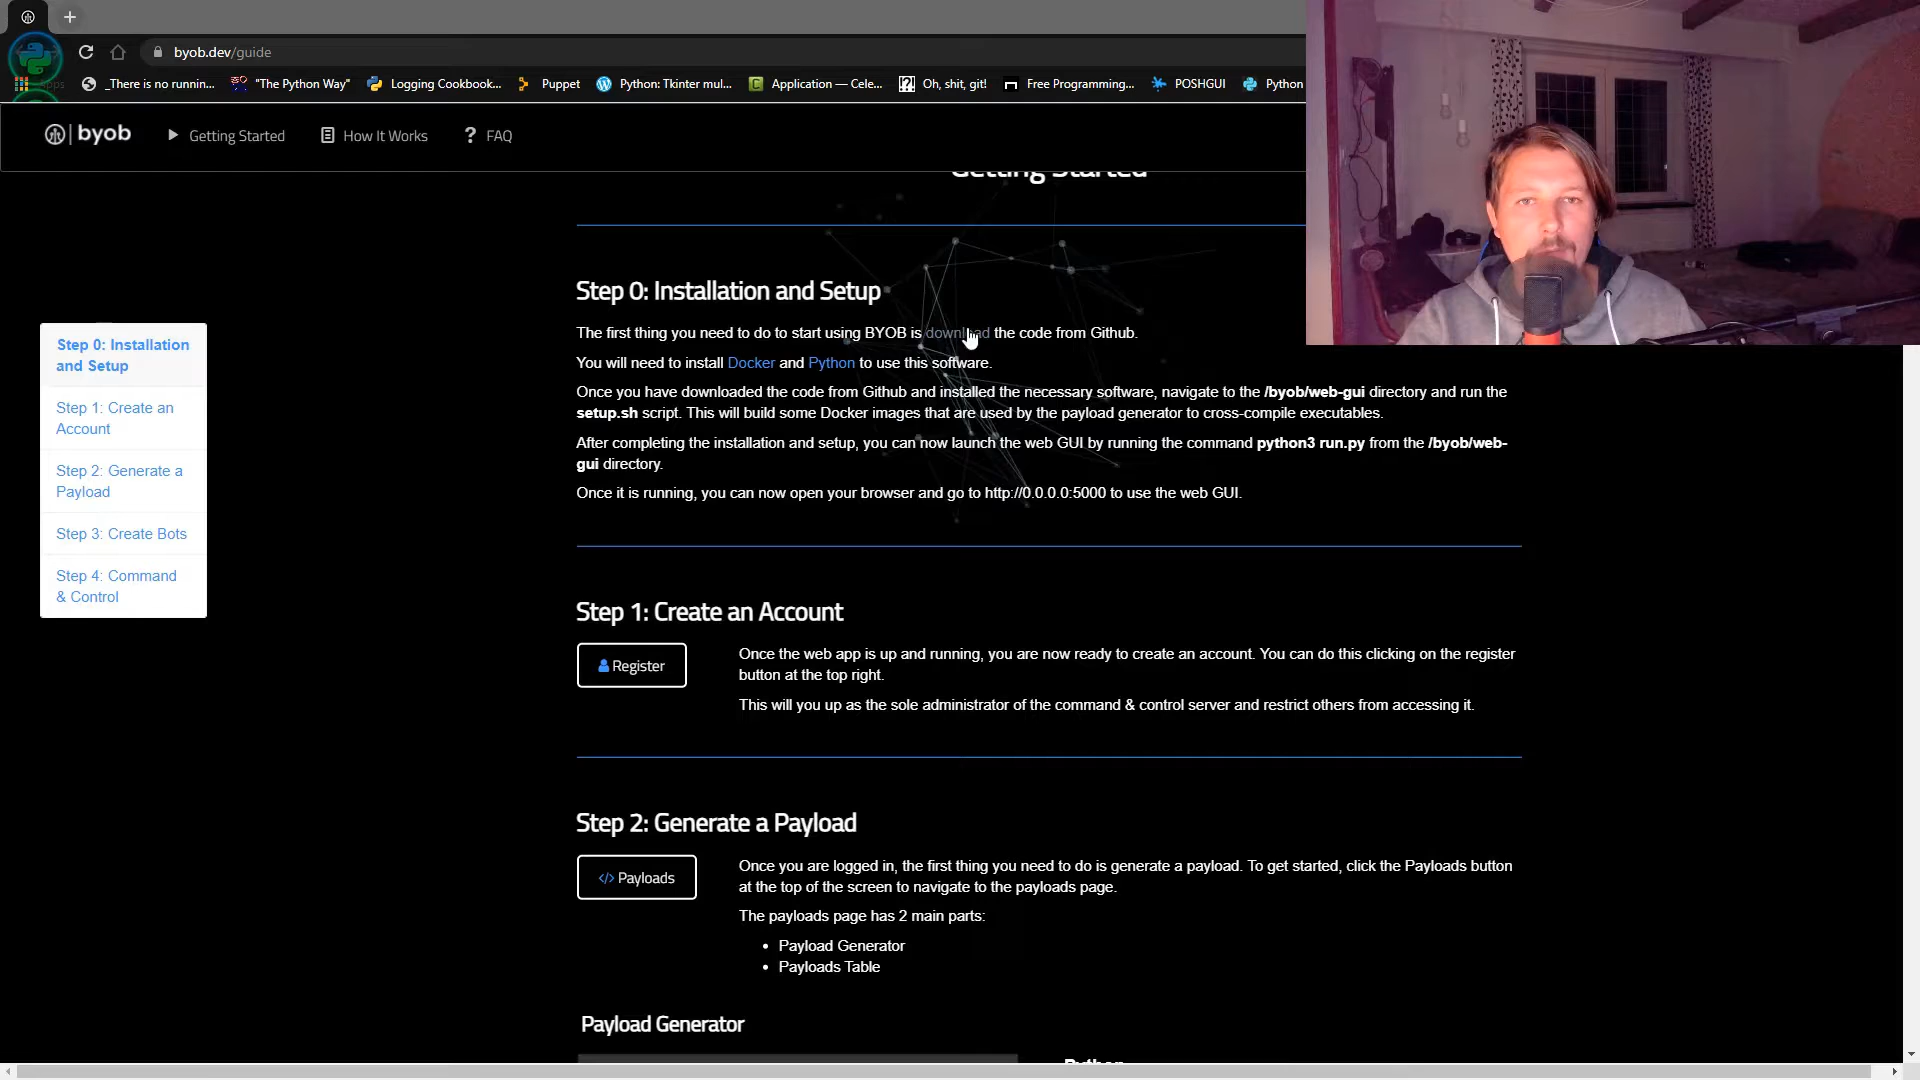 byob.dev/guide
Apps
_There is no runnin...
"The Python Way"
Logging Cookbook...
Puppet
Python: Tkinter mul...
Application — Cele...
Oh, shit, git!
Free Programming...
POSHGUI
Python
byob
Getting Started
How It Works
? FAQ
Getting Started
Step 0: Installation and Setup
The first thing you need to do to start using BYOB is download the code from Github.
You will need to install Docker and Python to use this software.
Once you have downloaded the code from Github and installed the necessary software, navigate to the /byob/web-gui directory and run the
setup.sh script. This will build some Docker images that are used by the payload generator to cross-compile executables.
After completing the installation and setup, you can now launch the web GUI by running the command python3 run.py from the /byob/web-
gui directory.
Once it is running, you can now open your browser and go to http://0.0.0.0:5000 to use the web GUI.
Step 0: Installation
and Setup
Step 1: Create an
Account
Step 2: Generate a
Payload
Step 3: Create Bots
Step 4: Command
& Control
Step 1: Create an Account
Register
Once the web app is up and running, you are now ready to create an account. You can do this clicking on the register
button at the top right.
This will you up as the sole administrator of the command & control server and restrict others from accessing it.
Step 2: Generate a Payload
</> Payloads
Once you are logged in, the first thing you need to do is generate a payload. To get started, click the Payloads button
at the top of the screen to navigate to the payloads page.
The payloads page has 2 main parts:
• Payload Generator
• Payloads Table
Payload Generator
Python